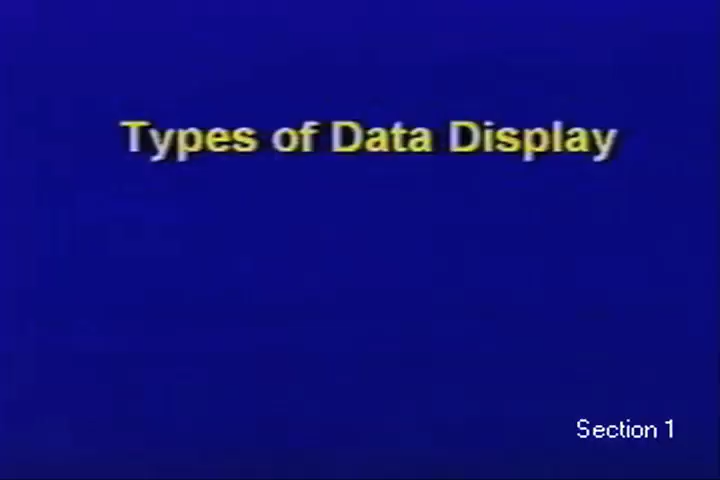 Types of Data Display
Section 1